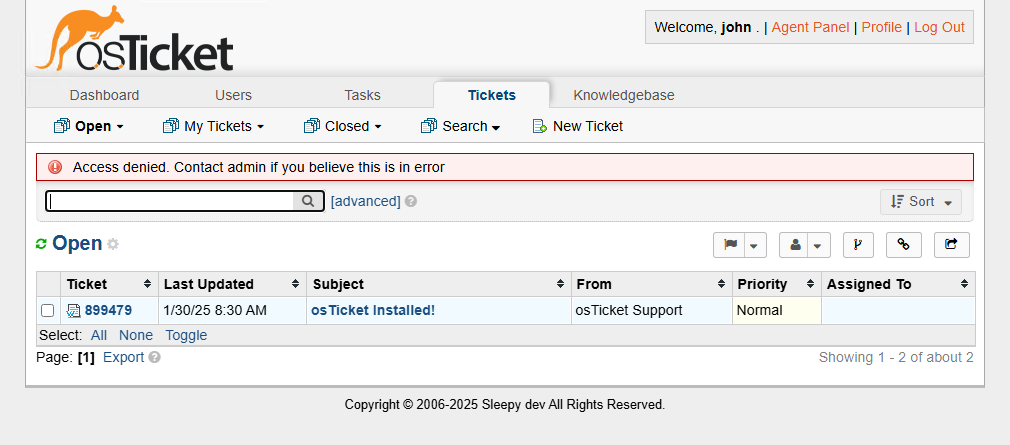 osTicket
Welcome, john . | Agent Panel | Profile | Log Out
Dashboard Users Tasks Tickets Knowledgebase
Open My Tickets Closed Search New Ticket
Access denied. Contact admin if you believe this is in error
[advanced] Sort
Open
Ticket Last Updated Subject From Priority Assigned To
899479 1/30/25 8:30 AM osTicket Installed! osTicket Support Normal
Select: All None Toggle
Page: [1] Export Showing 1 - 2 of about 2
Copyright © 2006-2025 Sleepy dev All Rights Reserved.